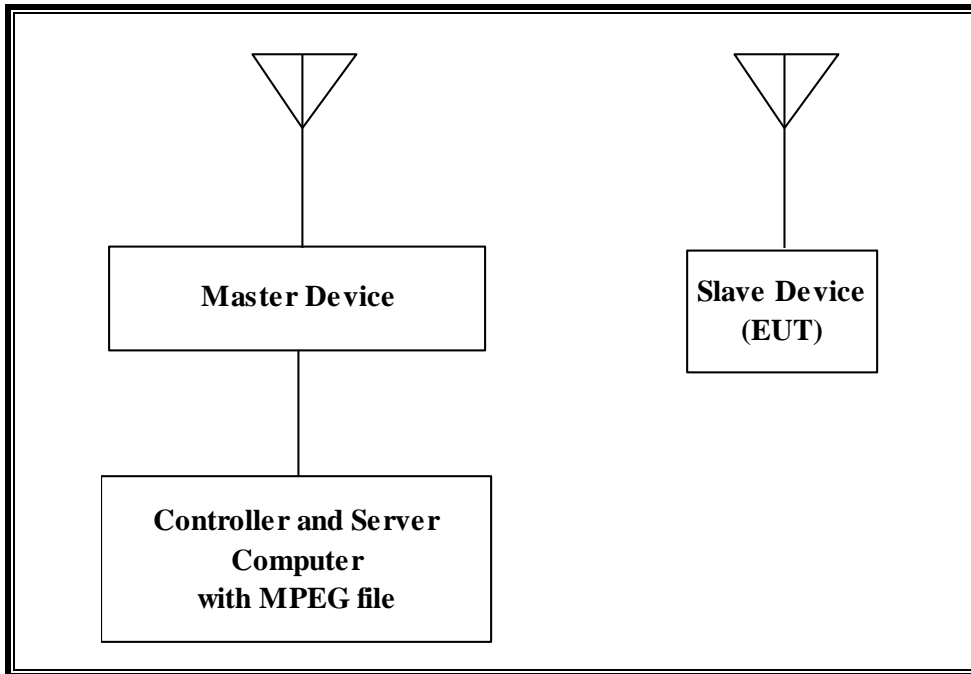 Master Device
Slave Device
(EUT)
Controller and Server
Computer
with MPEG file